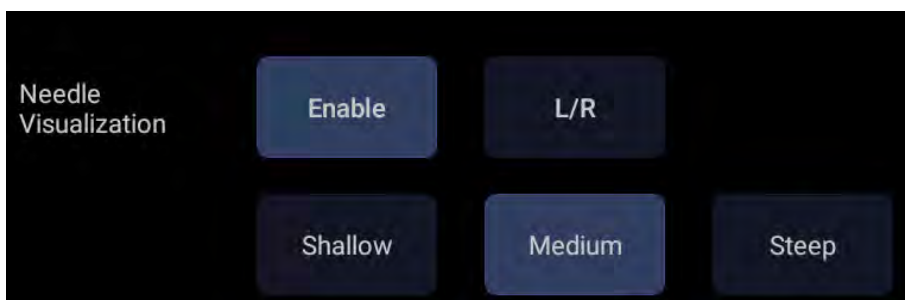 Needle
Visualization
Enable
L/R
Shallow
Medium
Steep